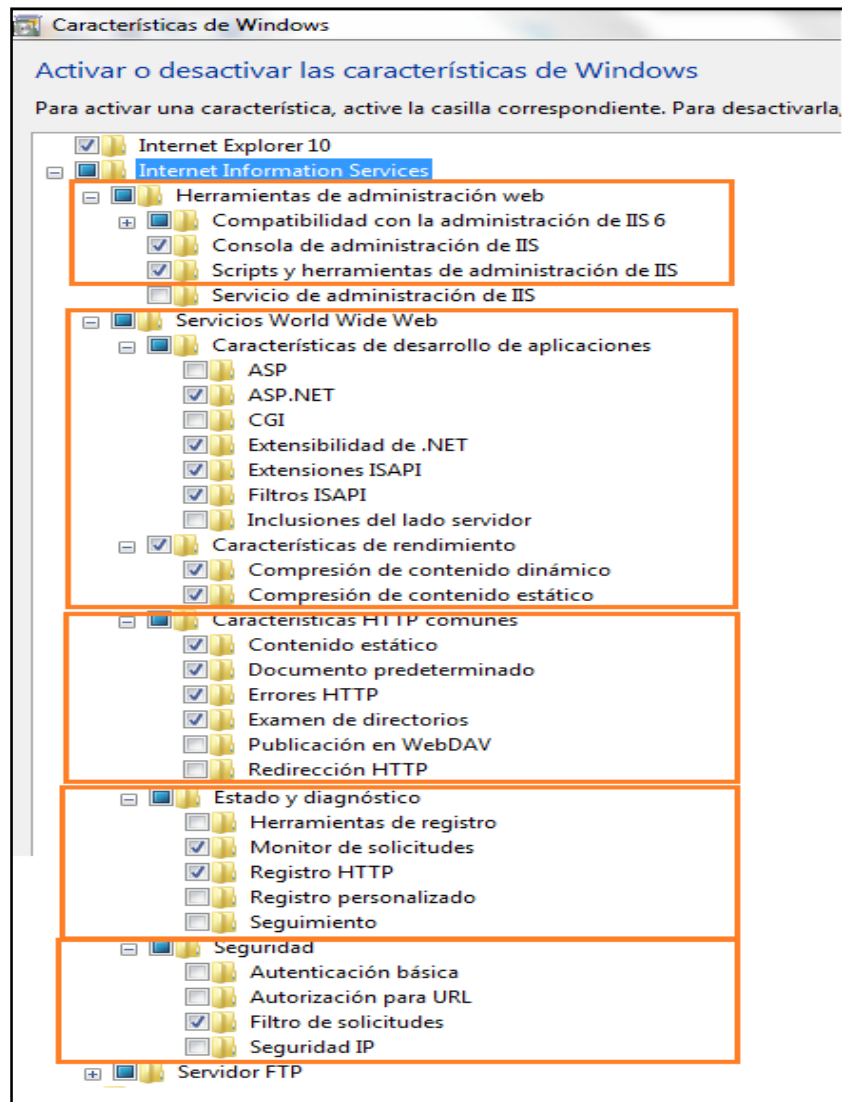 Características de Windows
Activar o desactivar las características de Windows
Para activar una característica, active la casilla correspondiente. Para desactivarla,
Internet Explorer 10
Internet Information Services
Herramientas de administración web
Compatibilidad con la administración de IIS 6
Consola de administración de IIS
Scripts y herramientas de administración de IIS
Servicio de administración de IIS
Servicios World Wide Web
Características de desarrollo de aplicaciones
ASP
ASP.NET
CGI
Extensibilidad de .NET
Extensiones ISAPI
Filtros ISAPI
Inclusiones del lado servidor
Características de rendimiento
Compresión de contenido dinámico
Compresión de contenido estático
Características HTTP comunes
Contenido estático
Documento predeterminado
Errores HTTP
Examen de directorios
Publicación en WebDAV
Redirección HTTP
Estado y diagnóstico
Herramientas de registro
Monitor de solicitudes
Registro HTTP
Registro personalizado
Seguimiento
Seguridad
Autenticación básica
Autorización para URL
Filtro de solicitudes
Seguridad IP
Servidor FTP